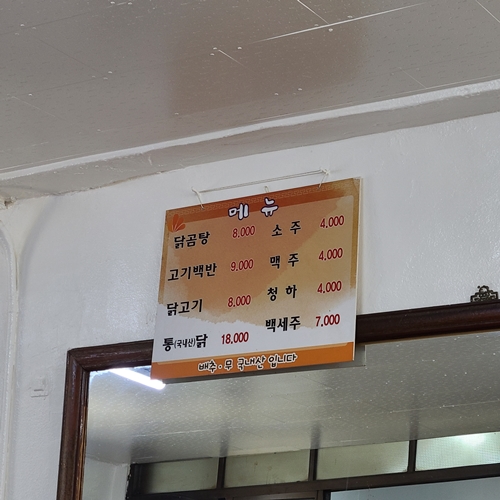 메뉴
닭곰탕 8,000 소주 4,000
고기백반 9,000 맥주 4,000
닭고기 8,000 청하 4,000
통(국내산)닭 18,000 백세주 7,000
배추·무 국내산 입니다